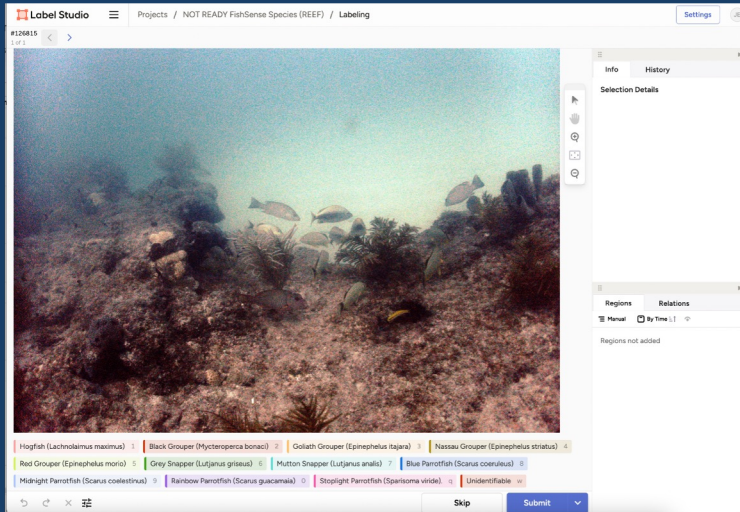 Label Studio
Projects / NOT READY FishSense Species (REEF) / Labeling
Settings
#126815
1 of 1
Info History
Selection Details
Regions Relations
Manual By Time
Regions not added
Hogfish (Lachnolaimus maximus) 1 Black Grouper (Mycteroperca bonaci) 2 Goliath Grouper (Epinephelus itajara) 3 Nassau Grouper (Epinephelus striatus) 4
Red Grouper (Epinephelus morio) 5 Grey Snapper (Lutjanus griseus) 6 Mutton Snapper (Lutjanus analis) 7 Blue Parrotfish (Scarus coeruleus) 8
Midnight Parrotfish (Scarus coelestinus) 9 Rainbow Parrotfish (Scarus guacamaia) 0 Stoplight Parrotfish (Sparisoma viride). q Unidentifiable w
Skip Submit